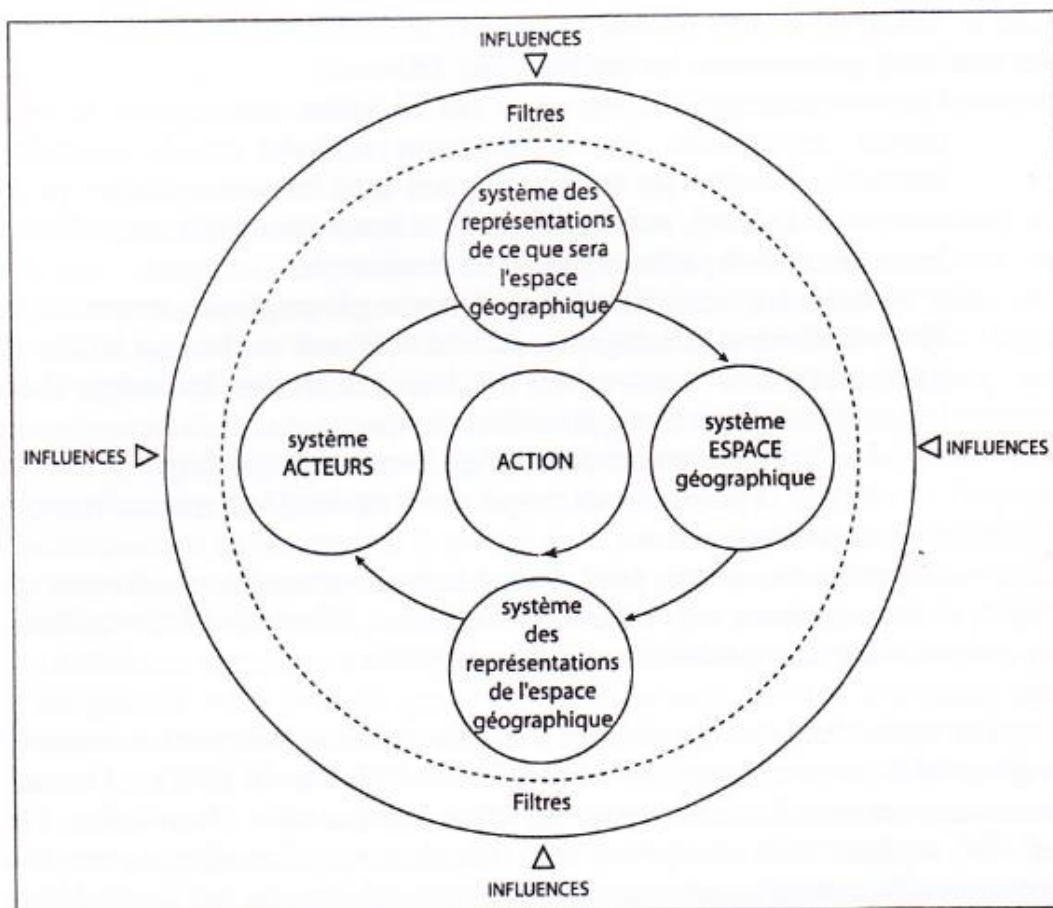 INFLUENCES
Filtres
système des
représentations
de ce que sera
l'espace
géographique
système
ACTEURS
ACTION
système
ESPACE
géographique
INFLUENCES
INFLUENCES
système
des
représentations
de l'espace
géographique
Filtres
INFLUENCES